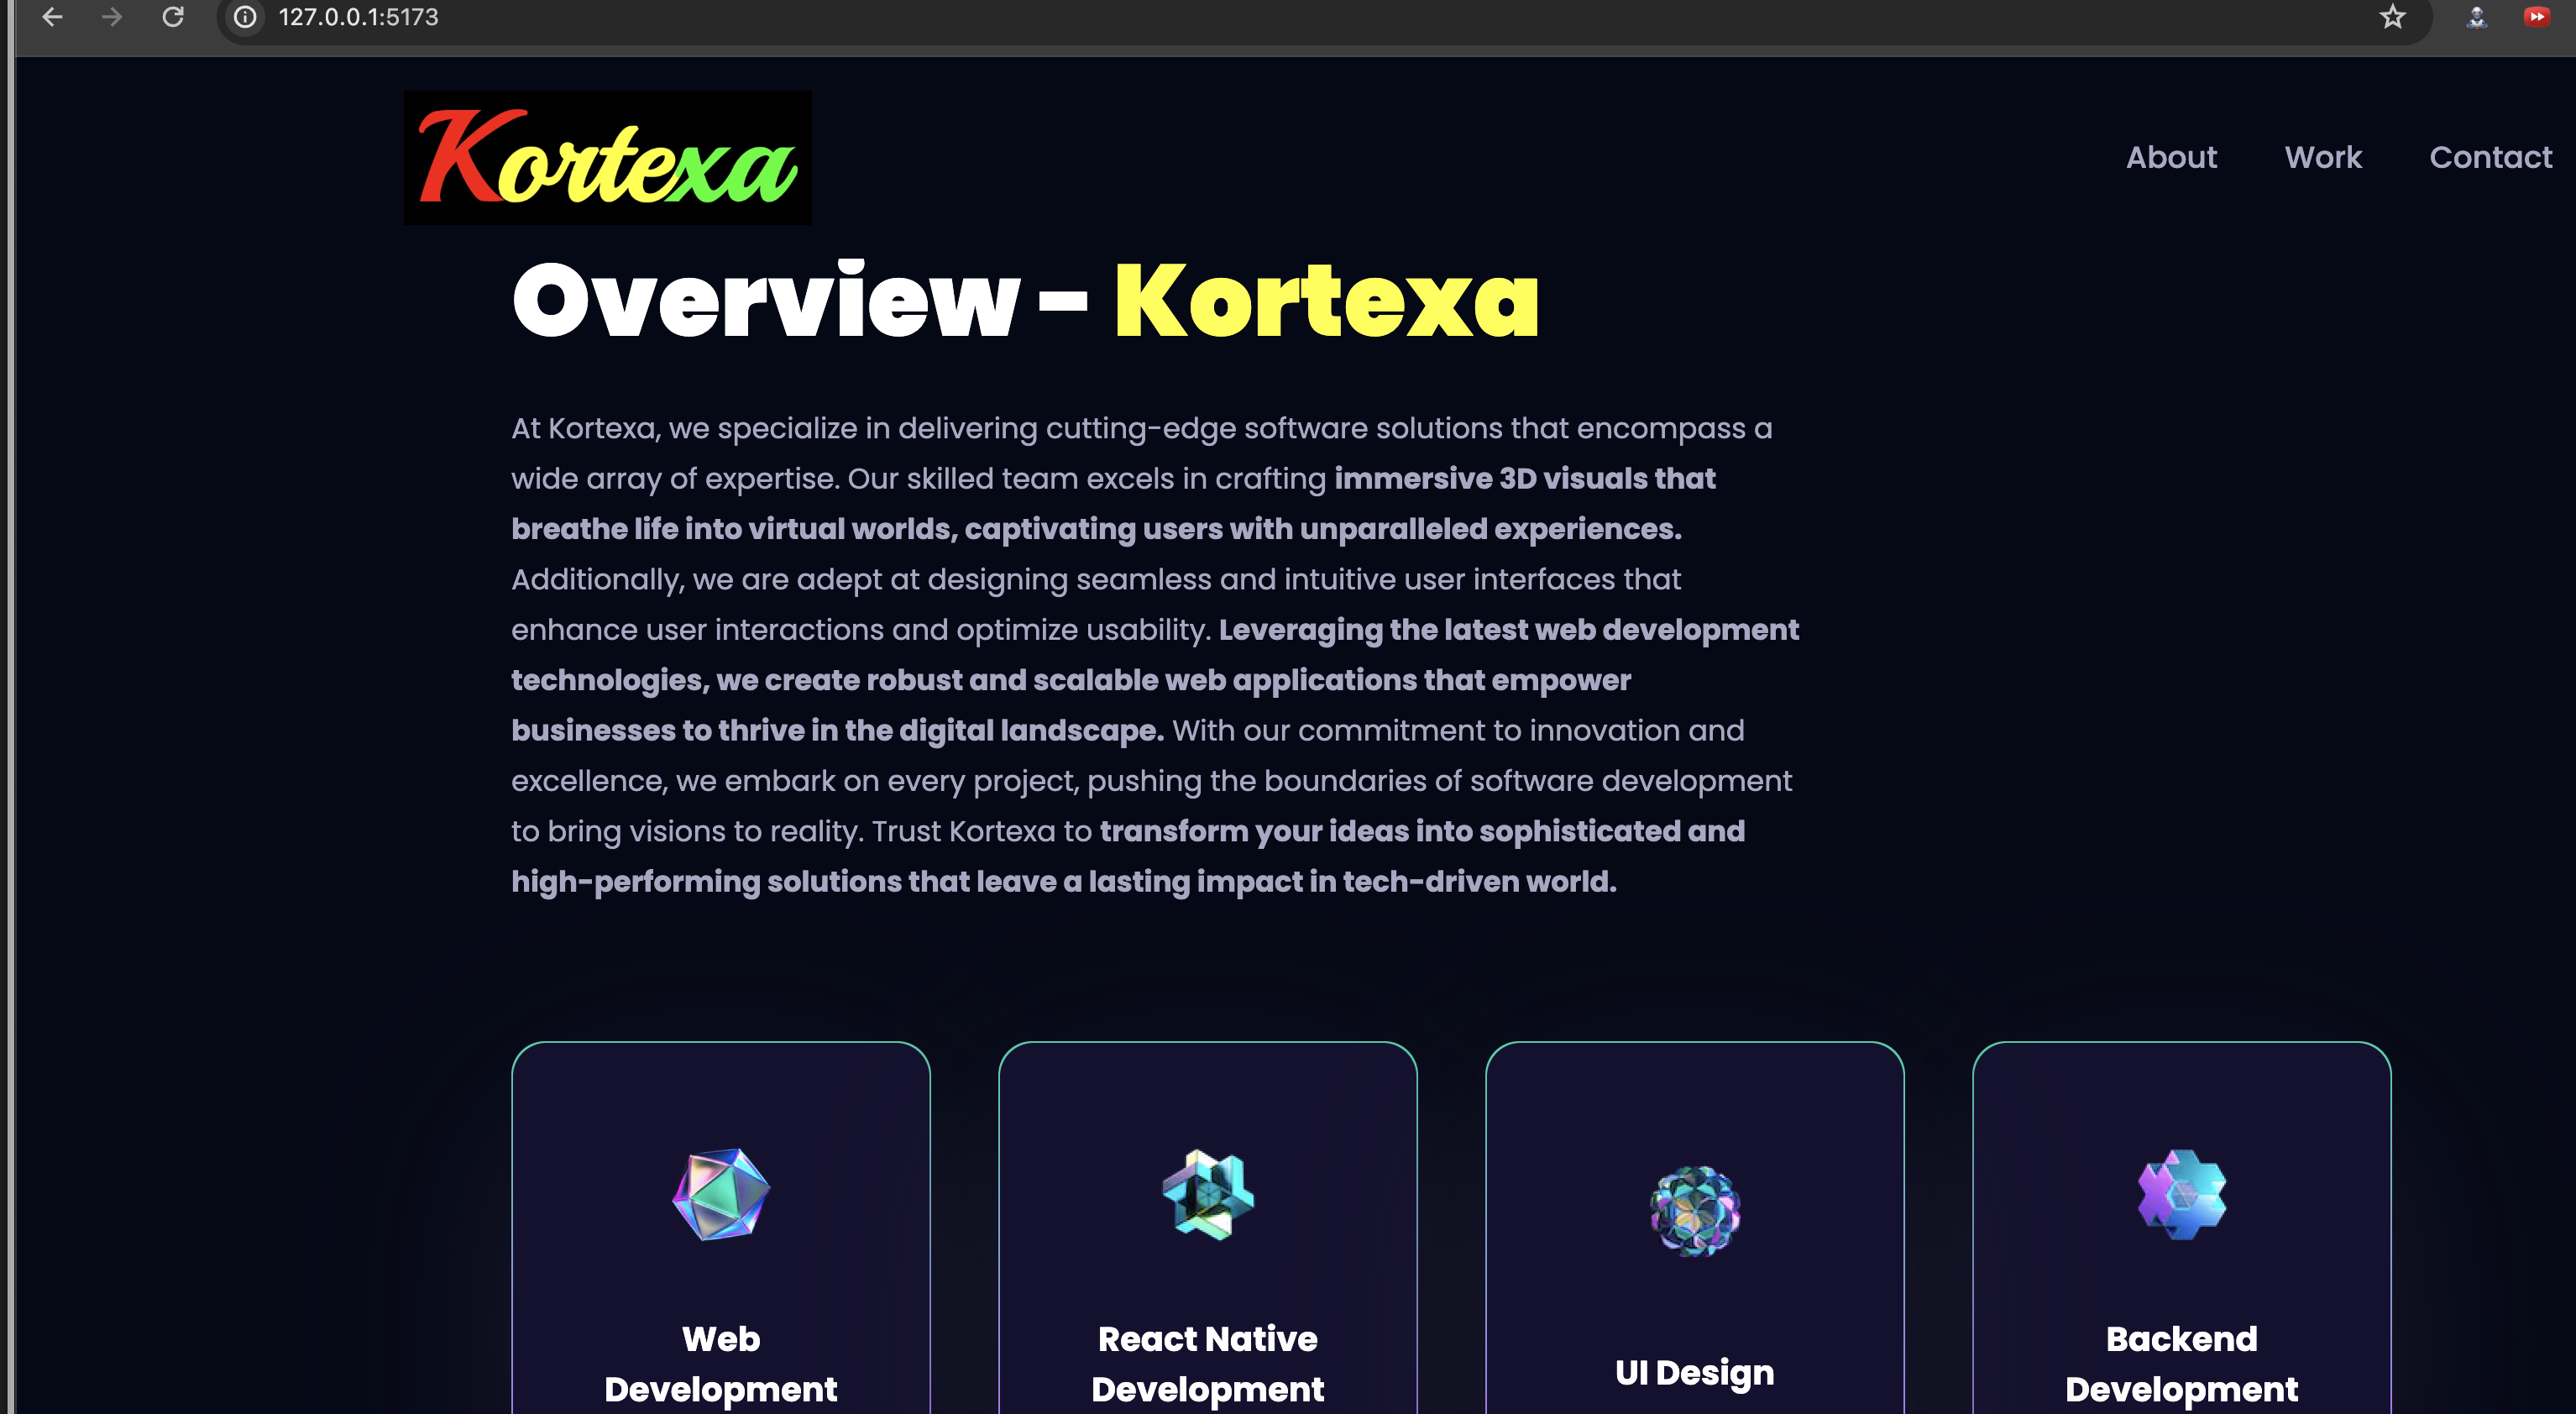 127.0.0.1:5173
Kortexa
About Work Contact
Overview - Kortexa
At Kortexa, we specialize in delivering cutting-edge software solutions that encompass a
wide array of expertise. Our skilled team excels in crafting immersive 3D visuals that
breathe life into virtual worlds, captivating users with unparalleled experiences.
Additionally, we are adept at designing seamless and intuitive user interfaces that
enhance user interactions and optimize usability. Leveraging the latest web development
technologies, we create robust and scalable web applications that empower
businesses to thrive in the digital landscape. With our commitment to innovation and
excellence, we embark on every project, pushing the boundaries of software development
to bring visions to reality. Trust Kortexa to transform your ideas into sophisticated and
high-performing solutions that leave a lasting impact in tech-driven world.
Web
Development
React Native
Development
UI Design
Backend
Development